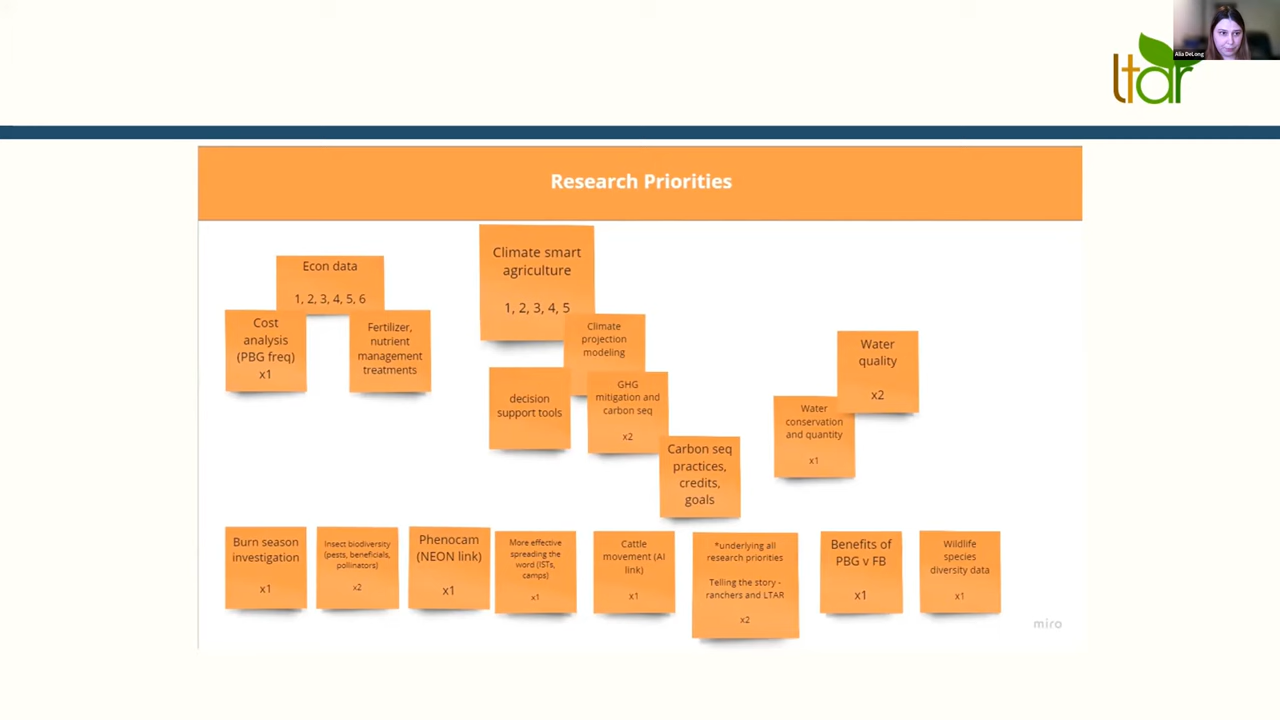 Alia DeLong
ltar
Research Priorities
Econ data
1, 2, 3, 4, 5, 6
Cost
analysis
(PBG freq)
x1
Fertilizer,
nutrient
management
treatments
Climate smart
agriculture
1, 2, 3, 4, 5
Climate
projection
modeling
decision
support tools
GHG
mitigation and
carbon seq
x2
Carbon seq
practices,
credits,
goals
Water
quality
x2
Water
conservation
and quantity
x1
Burn season
investigation
x1
Insect biodiversity
(pests, beneficials,
pollinators)
x2
Phenocam
(NEON link)
x1
More effective
spreading the
word (ISTs,
camps)
x1
Cattle
movement (AI
link)
x1
*underlying all
research priorities
Telling the story -
ranchers and LTAR
x2
Benefits of
PBG v FB
x1
Wildlife
species
diversity data
x1
miro